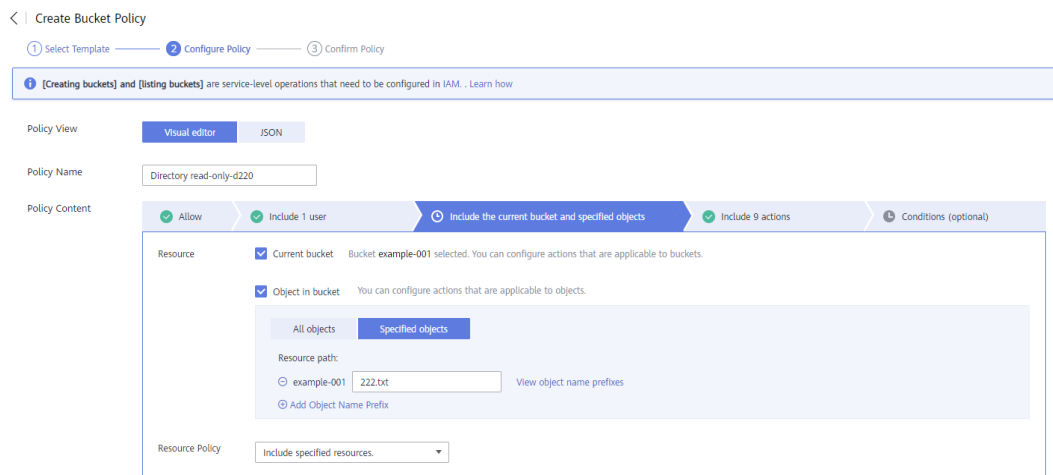 Create Bucket Policy
1 Select Template 2 Configure Policy 3 Confirm Policy
[Creating buckets] and [listing buckets] are service-level operations that need to be configured in IAM. . Learn how
Policy View Visual editor JSON
Policy Name Directory read-only-d220
Policy Content Allow Include 1 user Include the current bucket and specified objects Include 9 actions Conditions (optional)
Resource Current bucket Bucket example-001 selected. You can configure actions that are applicable to buckets.
Object in bucket You can configure actions that are applicable to objects.
All objects Specified objects
Resource path:
example-001 222.txt View object name prefixes
Add Object Name Prefix
Resource Policy Include specified resources.